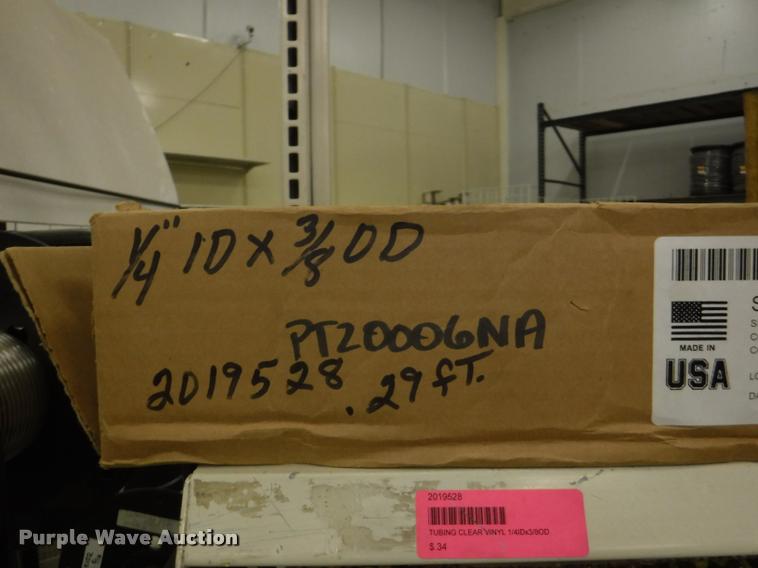 1/4" ID X 3/8 OD
PT20006NA
2019528 .29 fT.
MADE IN
USA
2019528
TUBING CLEAR VINYL 1/4IDx3/8OD
$.34
Purple Wave Auction